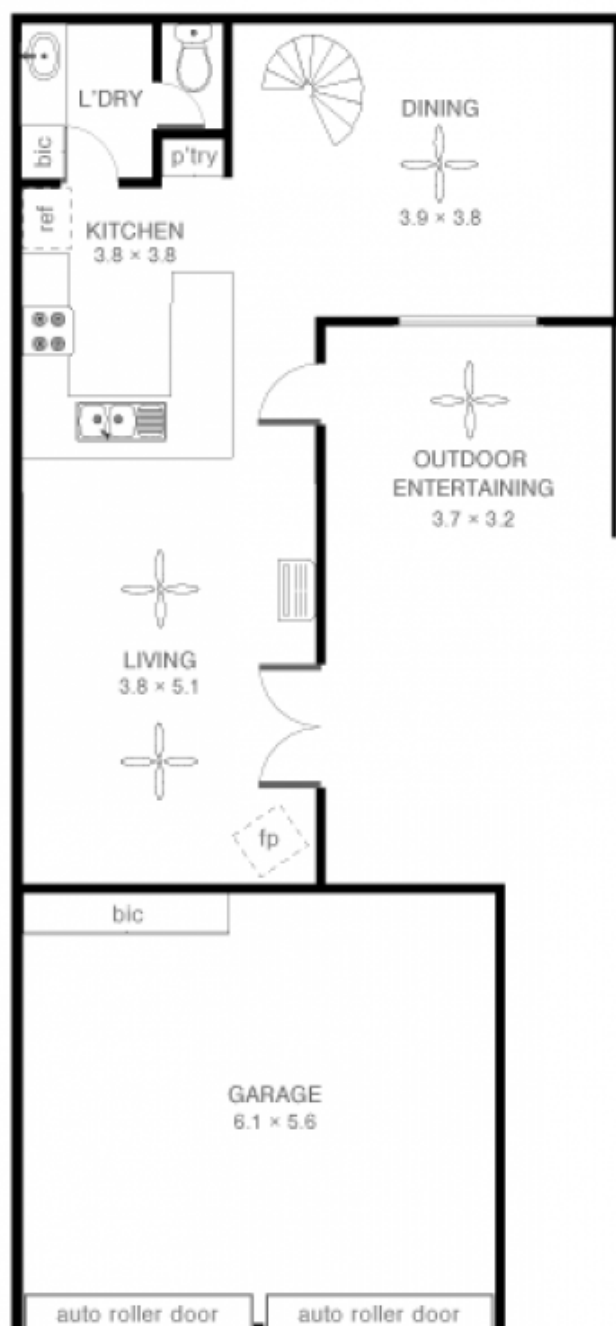 L'DRY
bic
p'try
ref
KITCHEN
3.8 × 3.8
DINING
3.9 × 3.8
OUTDOOR
ENTERTAINING
3.7 × 3.2
LIVING
3.8 × 5.1
fp
bic
GARAGE
6.1 × 5.6
auto roller door
auto roller door